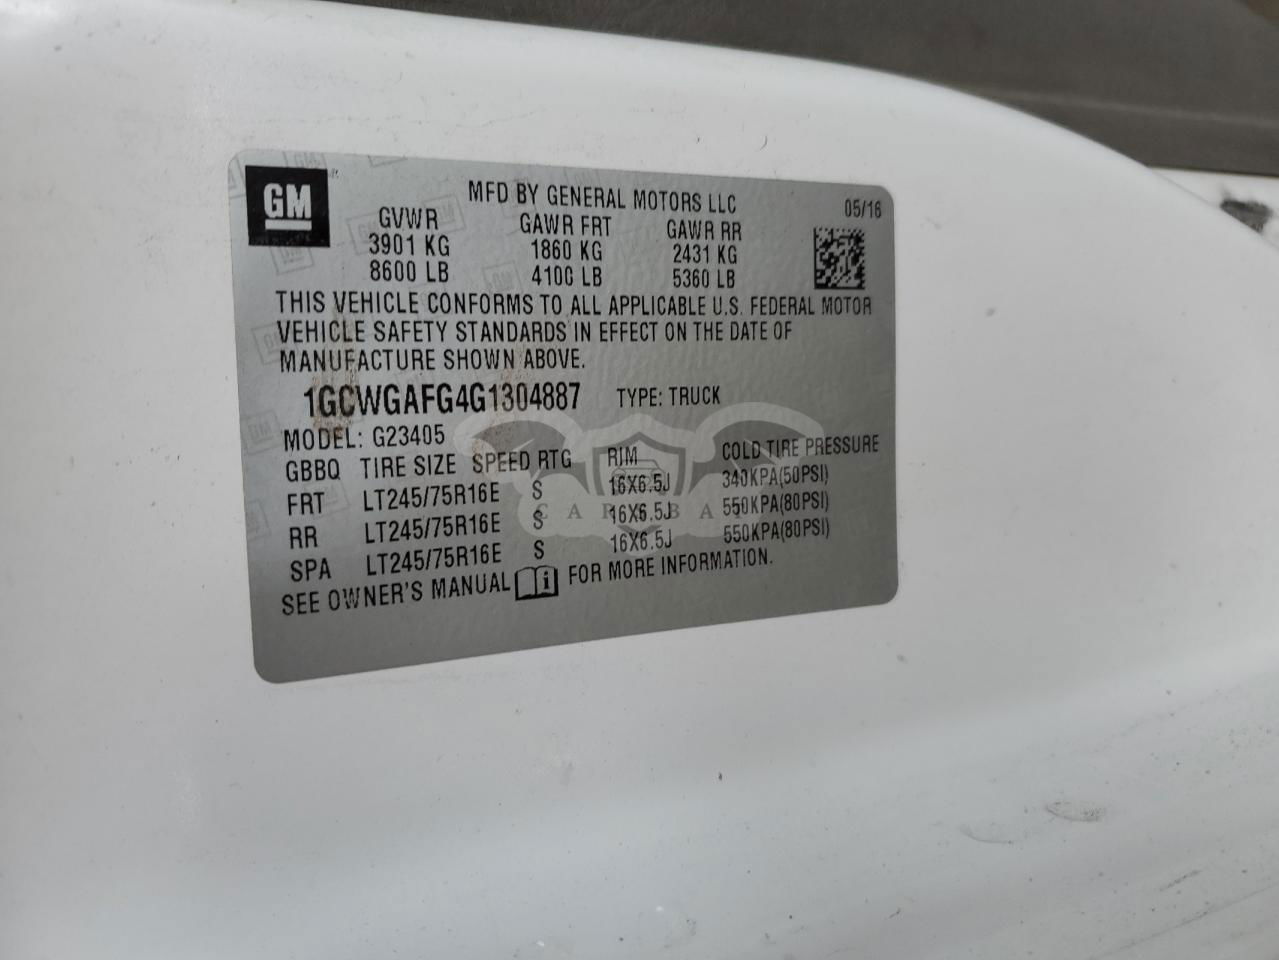 GM
MFD BY GENERAL MOTORS LLC 05/16
GVWR GAWR FRT GAWR RR
3901 KG 1860 KG 2431 KG
8600 LB 4100 LB 5360 LB
THIS VEHICLE CONFORMS TO ALL APPLICABLE U.S. FEDERAL MOTOR
VEHICLE SAFETY STANDARDS IN EFFECT ON THE DATE OF
MANUFACTURE SHOWN ABOVE.
1GCWGAFG4G1304887 TYPE: TRUCK
MODEL: G23405
GBBQ TIRE SIZE SPEED RTG RIM COLD TIRE PRESSURE
FRT LT245/75R16E S 16X6.5J 340KPA(50PSI)
RR LT245/75R16E S 16X6.5J 550KPA(80PSI)
SPA LT245/75R16E S 16X6.5J 550KPA(80PSI)
SEE OWNER'S MANUAL i FOR MORE INFORMATION.